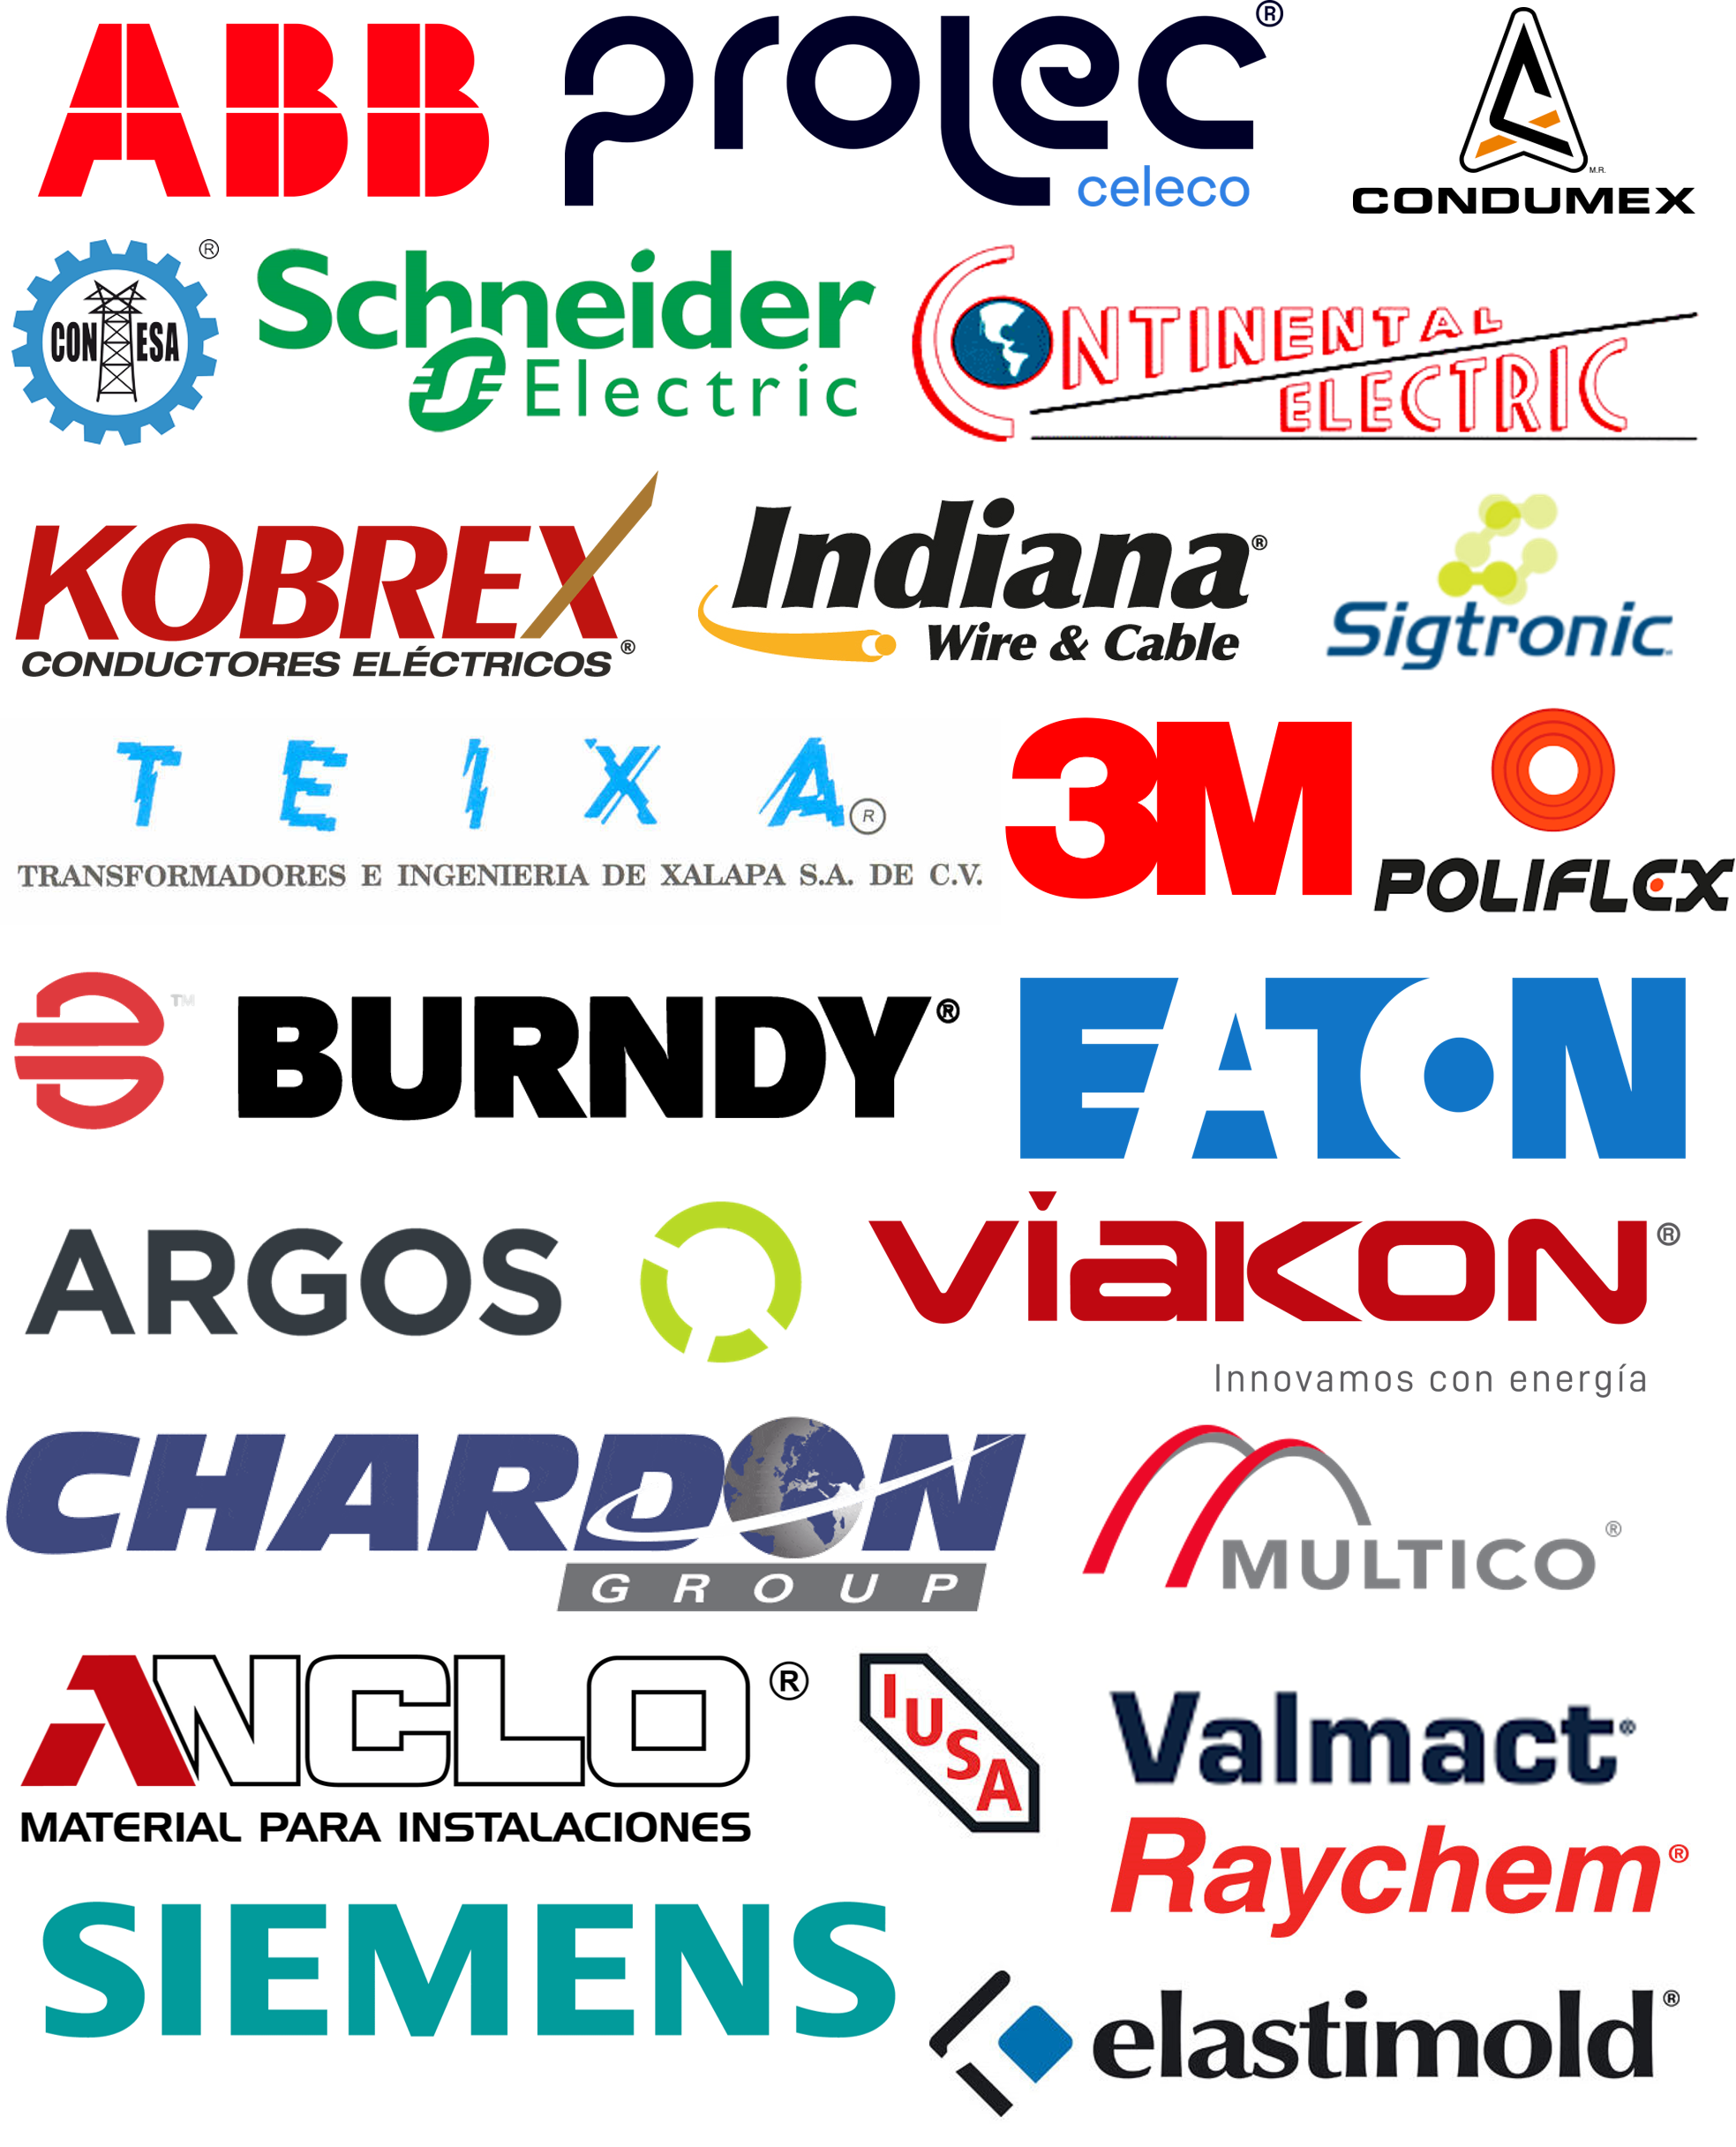 ABB
prolec®
celeco
M.R.
CONDUMEX
CONTESA
®
Schneider
Electric
CONTINENTAL
ELECTRIC
KOBREX®
CONDUCTORES ELÉCTRICOS
Indiana®
Wire & Cable
Sigtronic
TEIXA®
TRANSFORMADORES E INGENIERIA DE XALAPA S.A. DE C.V.
3M
POLIFLEX
TM
BURNDY®
EATON
ARGOS
viakon®
Innovamos con energía
CHARDON
GROUP
MULTICO®
ANCLO®
MATERIAL PARA INSTALACIONES
IUSA
Valmact®
Raychem®
SIEMENS
elastimold®